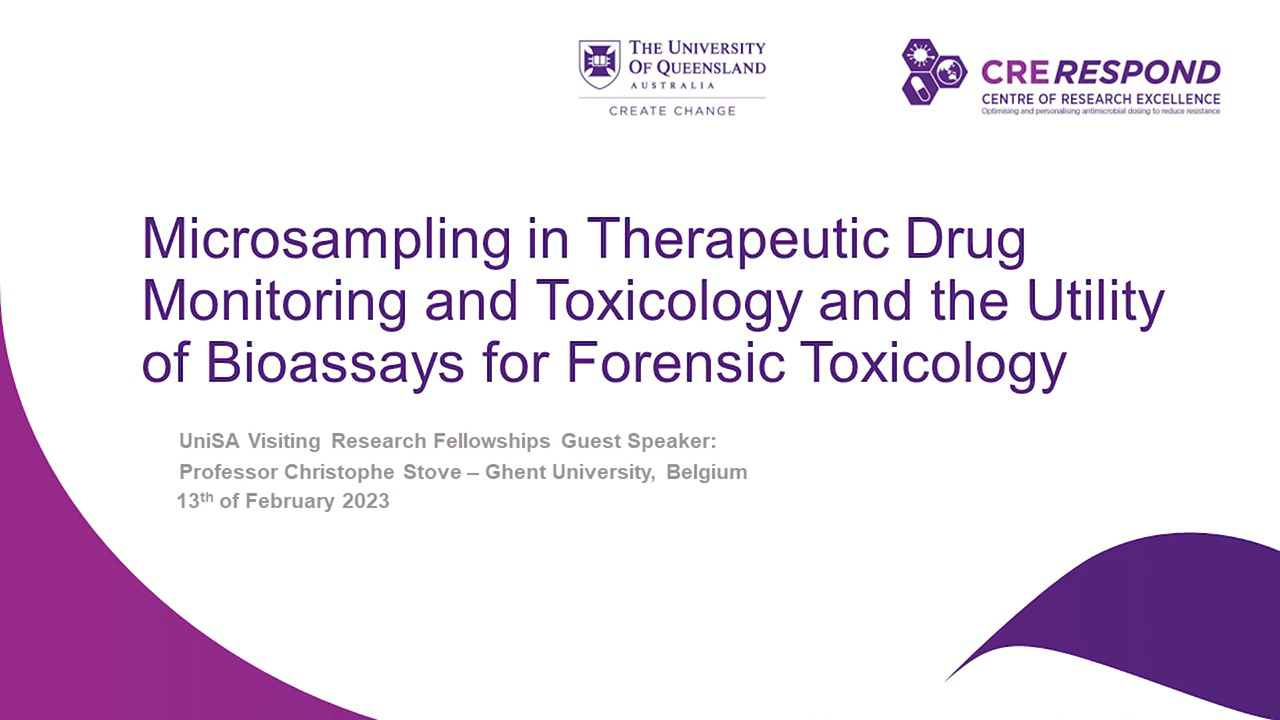 THE UNIVERSITY
OF QUEENSLAND
AUSTRALIA
CREATE CHANGE
CRERESPOND
CENTRE OF RESEARCH EXCELLENCE
Optimising and personalising antimicrobial dosing to reduce resistance
Microsampling in Therapeutic Drug
Monitoring and Toxicology and the Utility
of Bioassays for Forensic Toxicology
UniSA Visiting Research Fellowships Guest Speaker:
Professor Christophe Stove – Ghent University, Belgium
13th of February 2023